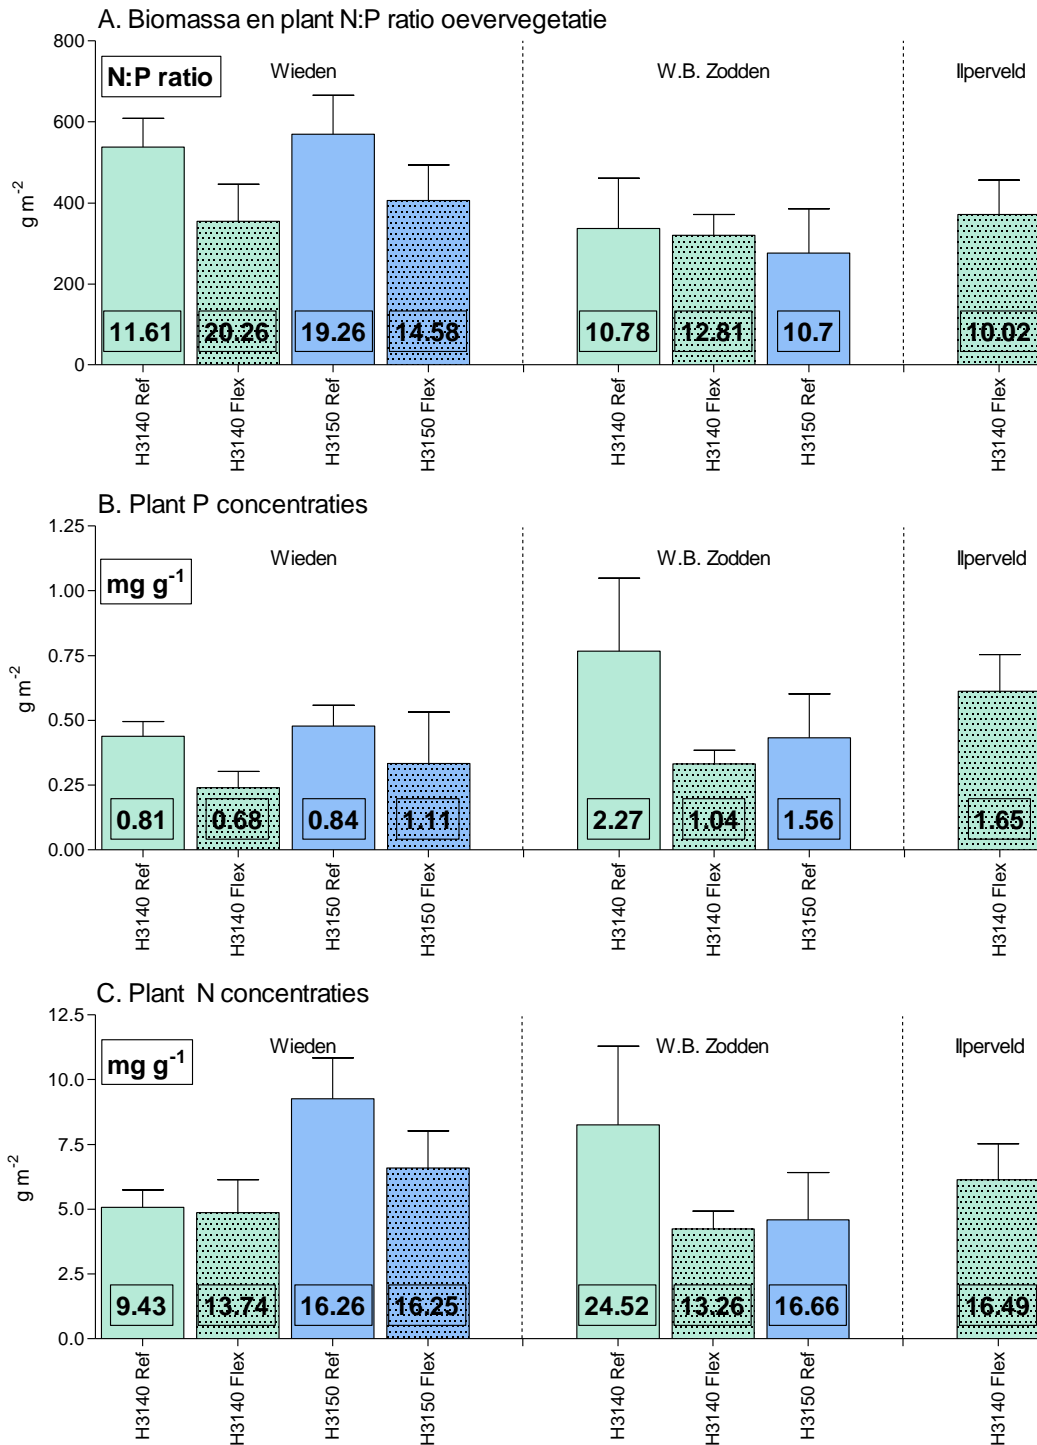 A. Biomassa en plant N:P ratio oevervegetatie
800
600
400
200
0
g m-2
N:P ratio
Wieden
W.B. Zodden
Ilperveld
11.61
20.26
19.26
14.58
10.78
12.81
10.7
10.02
H3140 Ref
H3140 Flex
H3150 Ref
H3150 Flex
H3140 Ref
H3140 Flex
H3150 Ref
H3140 Flex
B. Plant P concentraties
1.25
1.00
0.75
0.50
0.25
0.00
g m-2
mg g-1
Wieden
W.B. Zodden
Ilperveld
0.81
0.68
0.84
1.11
2.27
1.04
1.56
1.65
H3140 Ref
H3140 Flex
H3150 Ref
H3150 Flex
H3140 Ref
H3140 Flex
H3150 Ref
H3140 Flex
C. Plant N concentraties
12.5
10.0
7.5
5.0
2.5
0.0
g m-2
mg g-1
Wieden
W.B. Zodden
Ilperveld
9.43
13.74
16.26
16.25
24.52
13.26
16.66
16.49
H3140 Ref
H3140 Flex
H3150 Ref
H3150 Flex
H3140 Ref
H3140 Flex
H3150 Ref
H3140 Flex